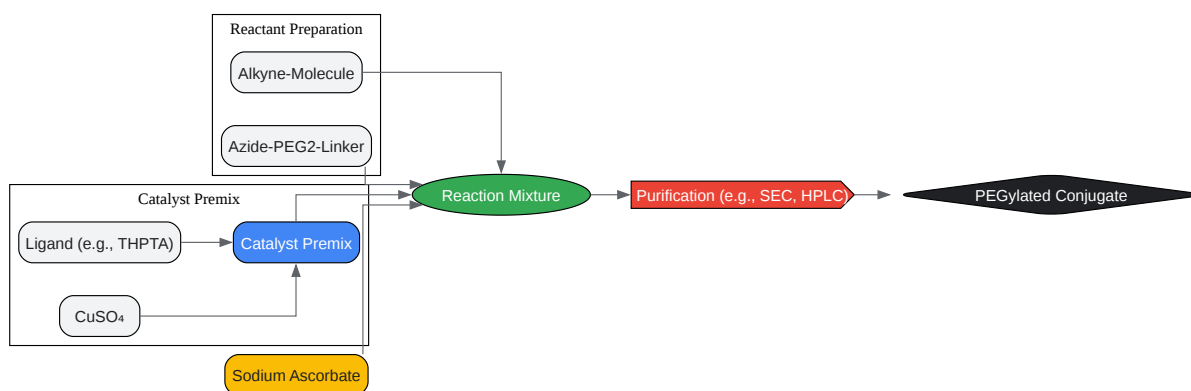 Reactant Preparation
Alkyne-Molecule
Azide-PEG2-Linker
Catalyst Premix
Ligand (e.g., THPTA)
Catalyst Premix
CuSO₄
Sodium Ascorbate
Reaction Mixture
Purification (e.g., SEC, HPLC)
PEGylated Conjugate